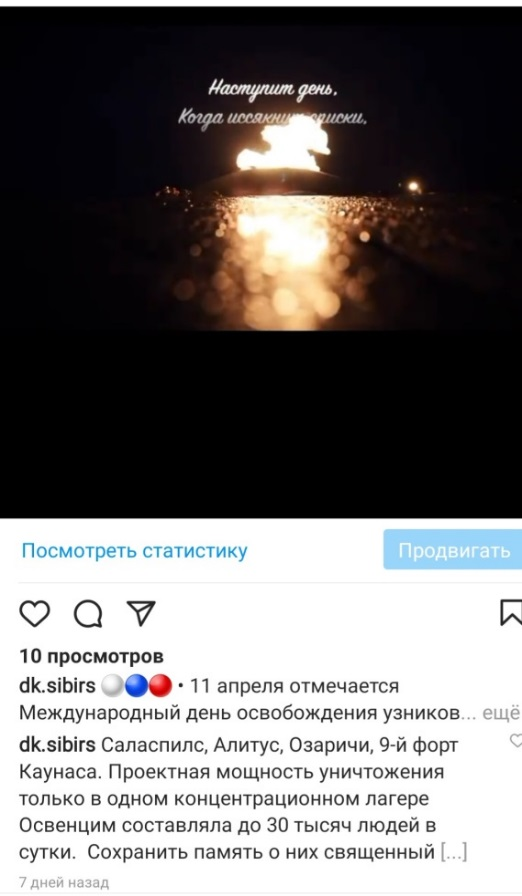 Наступит день,
Когда иссякнут списки,
Посмотреть статистику
Продвигать
10 просмотров
dk.sibirs ⚪🔵🔴 • 11 апреля отмечается
Международный день освобождения узников... ещё
dk.sibirs Саласпилс, Алитус, Озаричи, 9-й форт
Каунаса. Проектная мощность уничтожения
только в одном концентрационном лагере
Освенцим составляла до 30 тысяч людей в
сутки. Сохранить память о них священный [...]
7 дней назад